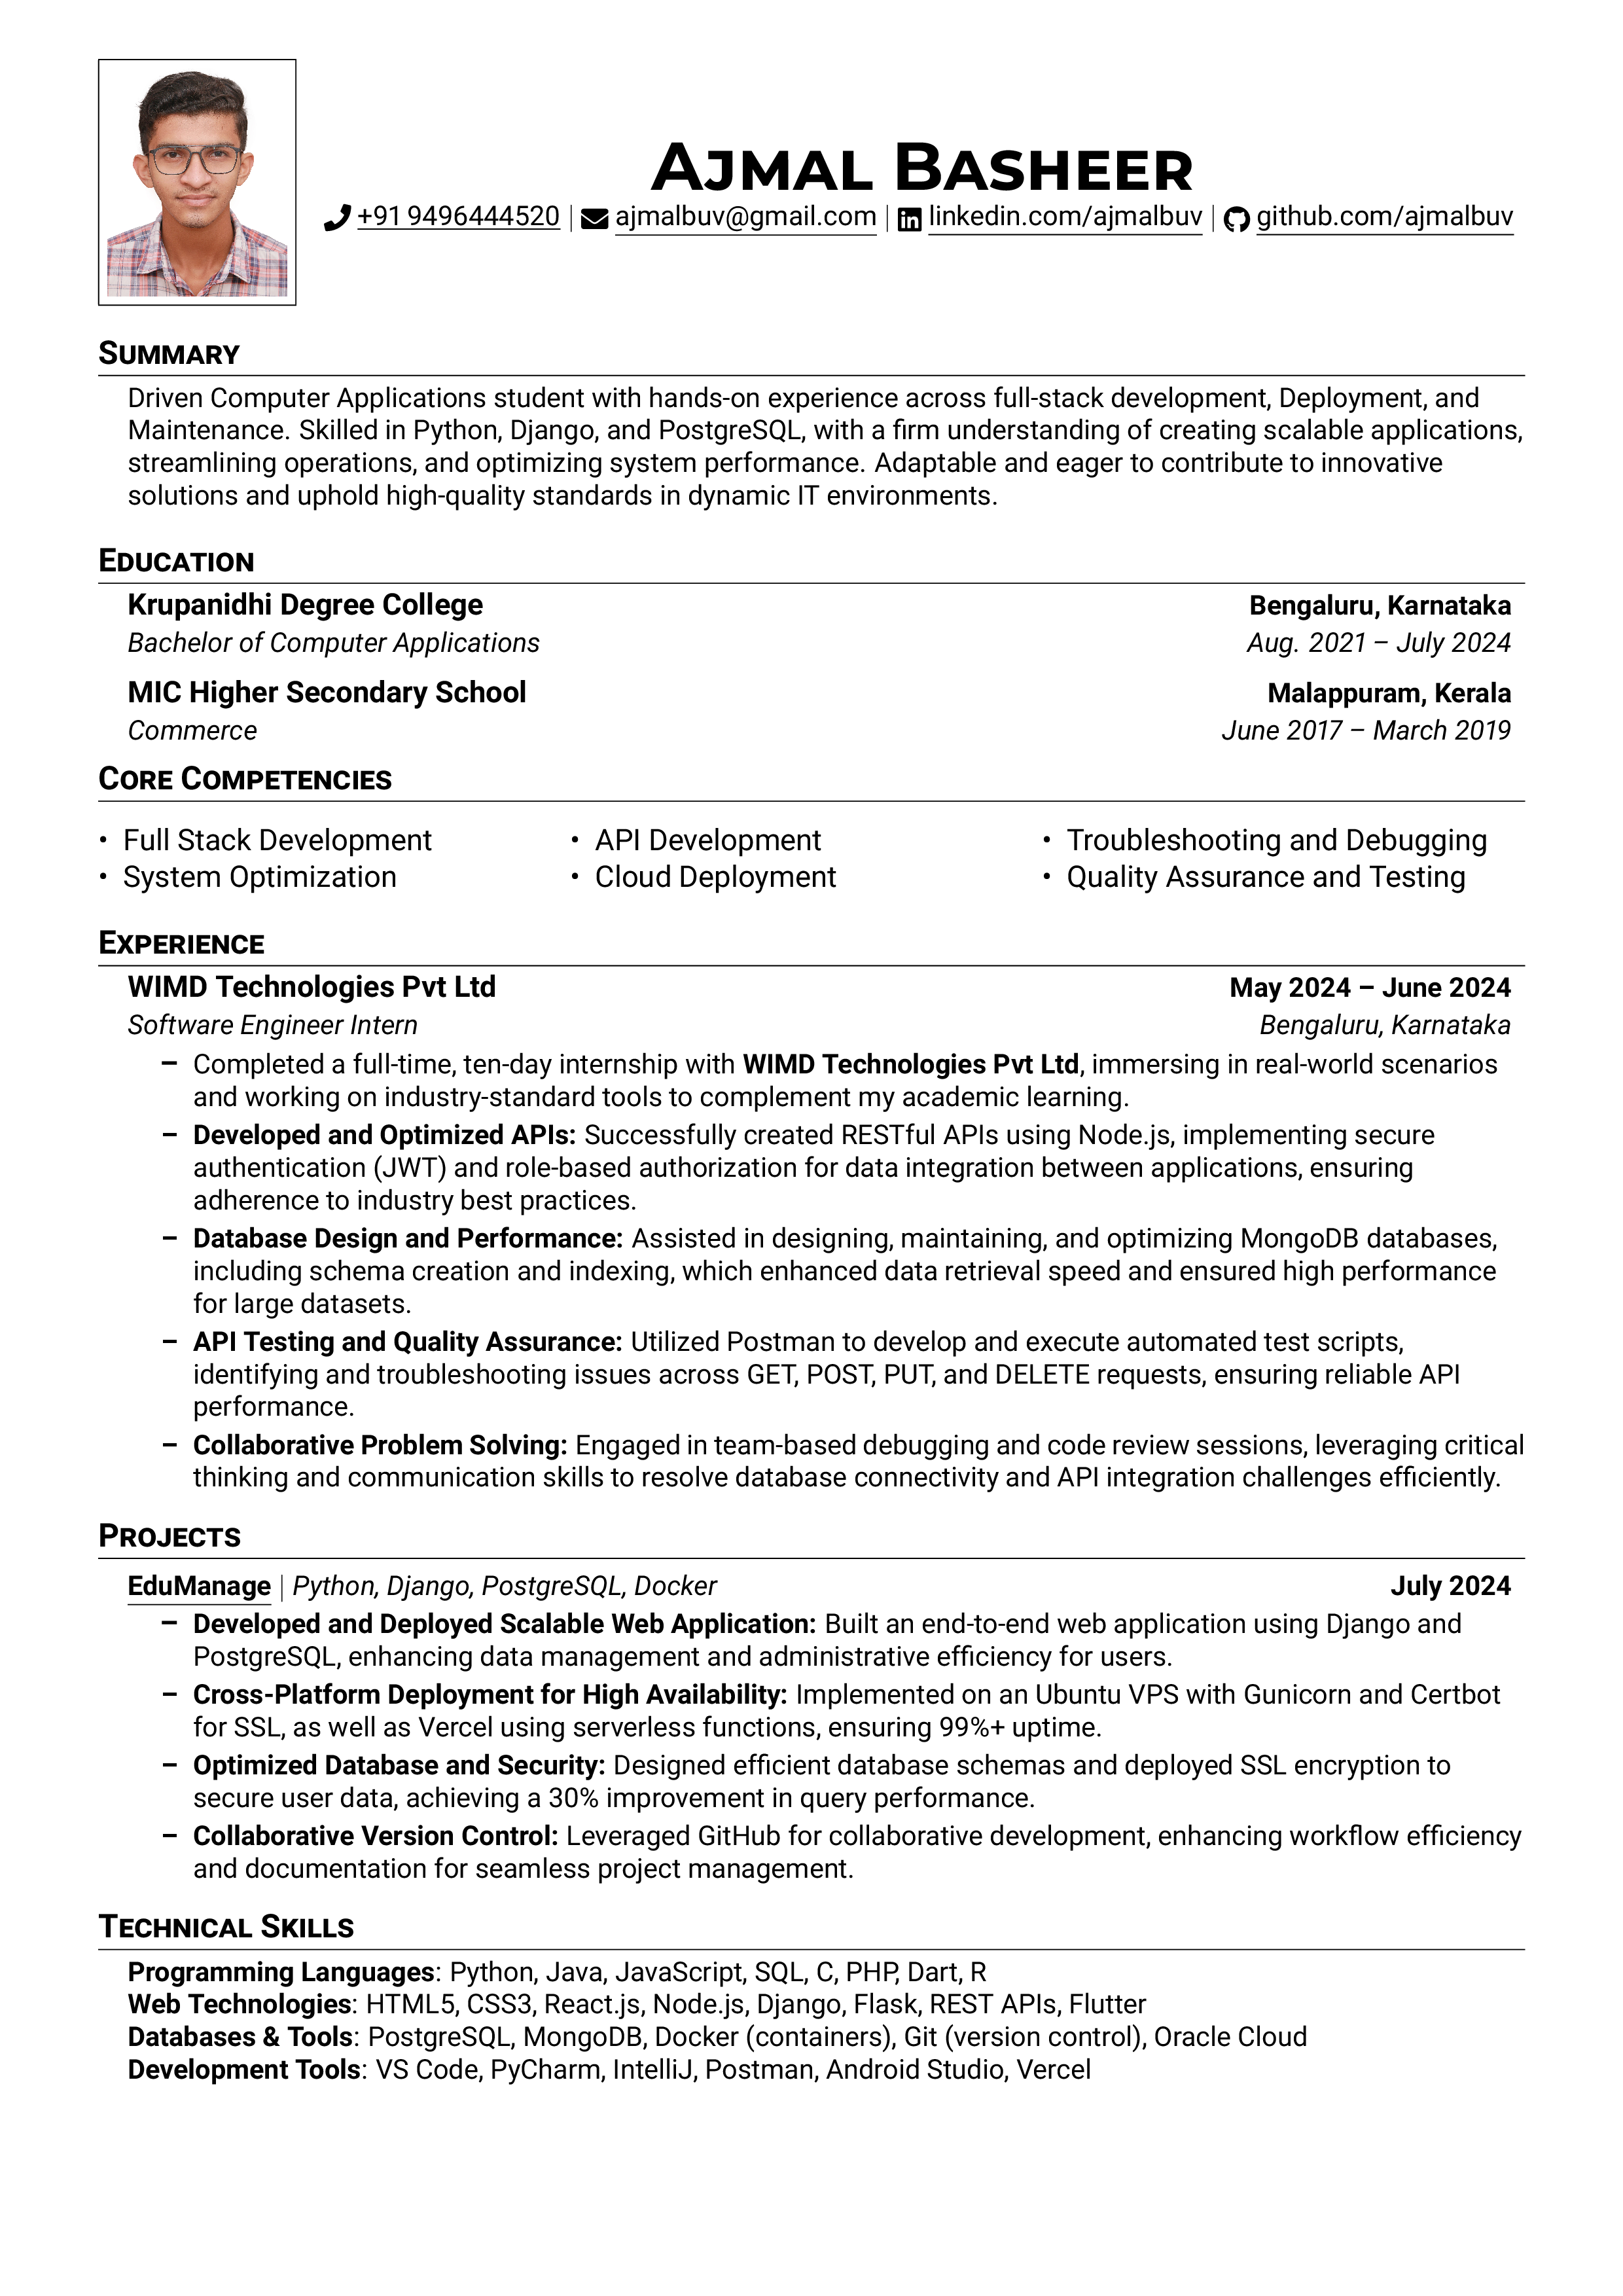 Ajmal Basheer
+91 9496444520 | ajmalbuv@gmail.com | linkedin.com/ajmalbuv | github.com/ajmalbuv
Summary
Driven Computer Applications student with hands-on experience across full-stack development, Deployment, and
Maintenance. Skilled in Python, Django, and PostgreSQL, with a firm understanding of creating scalable applications,
streamlining operations, and optimizing system performance. Adaptable and eager to contribute to innovative
solutions and uphold high-quality standards in dynamic IT environments.
Education
Krupanidhi Degree College Bengaluru, Karnataka
Bachelor of Computer Applications Aug. 2021 – July 2024
MIC Higher Secondary School Malappuram, Kerala
Commerce June 2017 – March 2019
Core Competencies
• Full Stack Development • API Development • Troubleshooting and Debugging
• System Optimization • Cloud Deployment • Quality Assurance and Testing
Experience
WIMD Technologies Pvt Ltd May 2024 – June 2024
Software Engineer Intern Bengaluru, Karnataka
– Completed a full-time, ten-day internship with WIMD Technologies Pvt Ltd, immersing in real-world scenarios
and working on industry-standard tools to complement my academic learning.
– Developed and Optimized APIs: Successfully created RESTful APIs using Node.js, implementing secure
authentication (JWT) and role-based authorization for data integration between applications, ensuring
adherence to industry best practices.
– Database Design and Performance: Assisted in designing, maintaining, and optimizing MongoDB databases,
including schema creation and indexing, which enhanced data retrieval speed and ensured high performance
for large datasets.
– API Testing and Quality Assurance: Utilized Postman to develop and execute automated test scripts,
identifying and troubleshooting issues across GET, POST, PUT, and DELETE requests, ensuring reliable API
performance.
– Collaborative Problem Solving: Engaged in team-based debugging and code review sessions, leveraging critical
thinking and communication skills to resolve database connectivity and API integration challenges efficiently.
Projects
EduManage | Python, Django, PostgreSQL, Docker July 2024
– Developed and Deployed Scalable Web Application: Built an end-to-end web application using Django and
PostgreSQL, enhancing data management and administrative efficiency for users.
– Cross-Platform Deployment for High Availability: Implemented on an Ubuntu VPS with Gunicorn and Certbot
for SSL, as well as Vercel using serverless functions, ensuring 99%+ uptime.
– Optimized Database and Security: Designed efficient database schemas and deployed SSL encryption to
secure user data, achieving a 30% improvement in query performance.
– Collaborative Version Control: Leveraged GitHub for collaborative development, enhancing workflow efficiency
and documentation for seamless project management.
Technical Skills
Programming Languages: Python, Java, JavaScript, SQL, C, PHP, Dart, R
Web Technologies: HTML5, CSS3, React.js, Node.js, Django, Flask, REST APIs, Flutter
Databases & Tools: PostgreSQL, MongoDB, Docker (containers), Git (version control), Oracle Cloud
Development Tools: VS Code, PyCharm, IntelliJ, Postman, Android Studio, Vercel